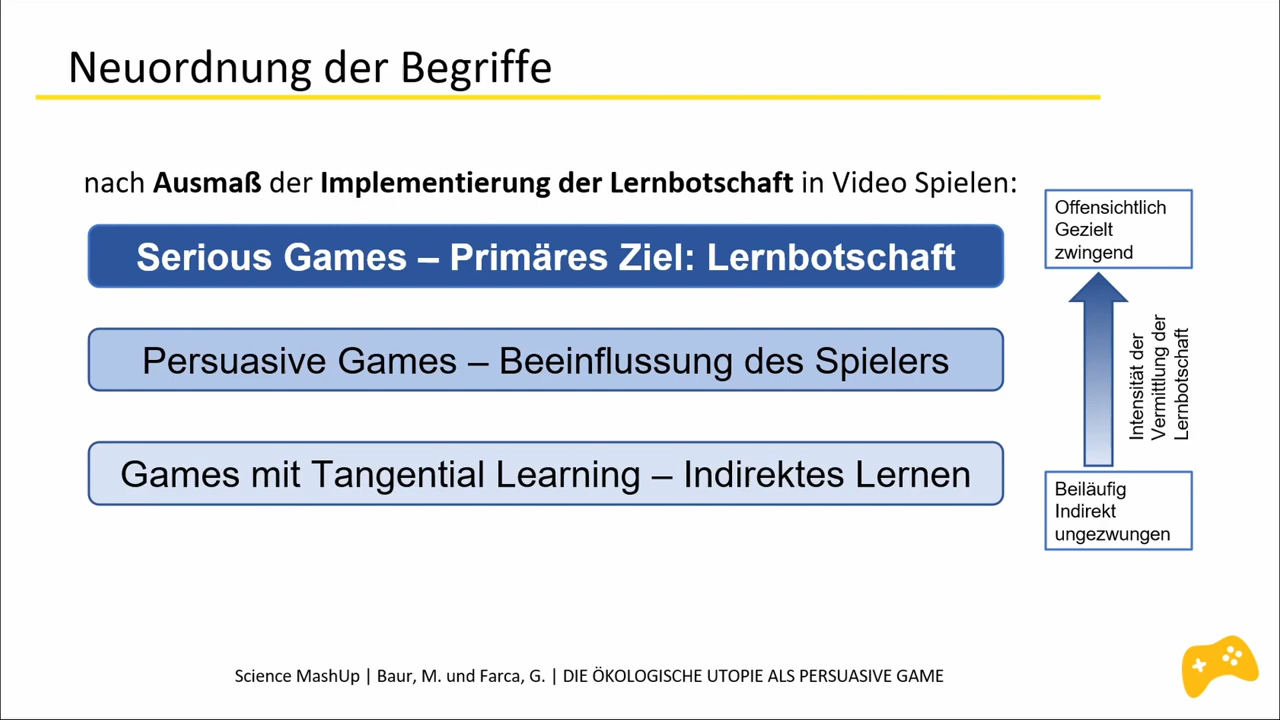 Neuordnung der Begriffe
nach Ausmaß der Implementierung der Lernbotschaft in Video Spielen:
Serious Games – Primäres Ziel: Lernbotschaft
Persuasive Games – Beeinflussung des Spielers
Games mit Tangential Learning – Indirektes Lernen
Offensichtlich
Gezielt
zwingend
Intensität der
Vermittlung der
Lernbotschaft
Beiläufig
Indirekt
ungezwungen
Science MashUp | Baur, M. und Farca, G. | DIE ÖKOLOGISCHE UTOPIE ALS PERSUASIVE GAME